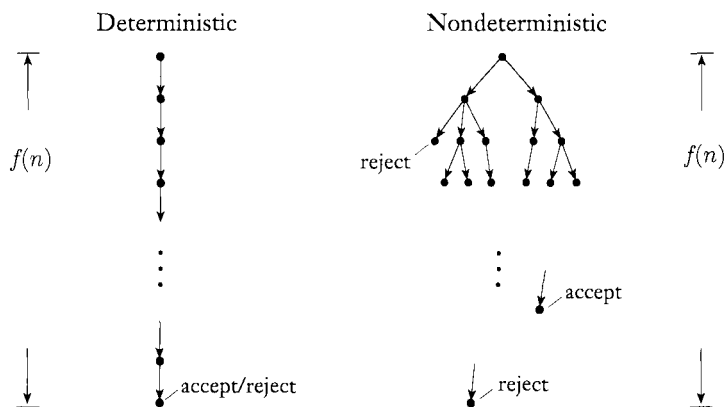 Deterministic
Nondeterministic
f(n)
reject
f(n)
accept
accept/reject
reject